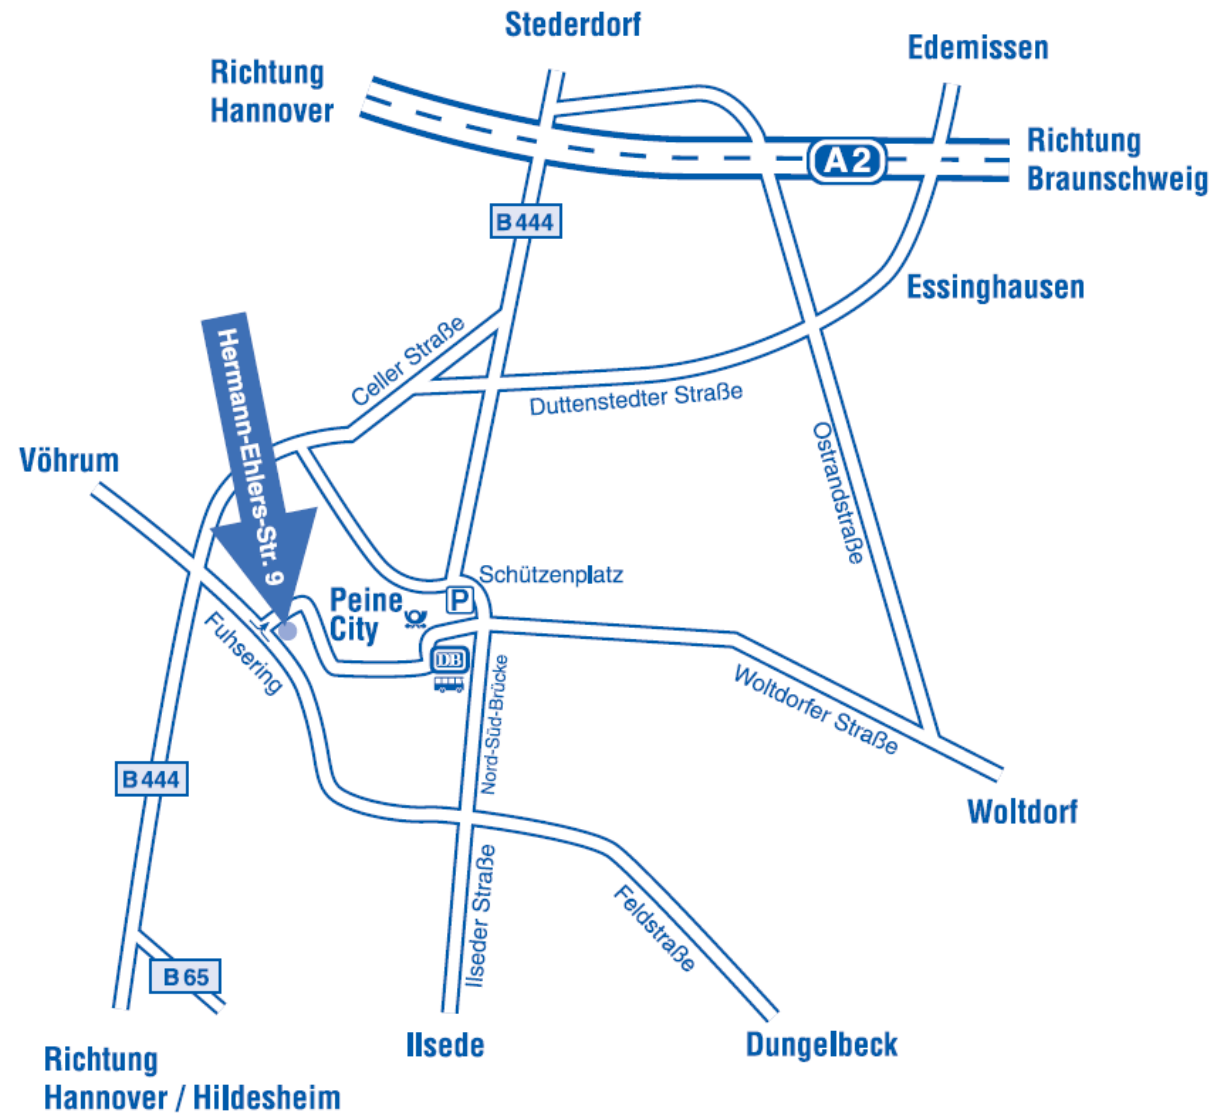 Stederdorf
Edemissen
Richtung
Hannover
Richtung
Braunschweig
A2
B 444
Essinghausen
Celler Straße
Duttenstedter Straße
Hermann-Ehlers-Str. 9
Ostrandstraße
Vöhrum
Schützenplatz
P
Peine
City
DB
Fuhsering
Nord-Süd-Brücke
Woltdorfer Straße
B 444
Woltdorf
Ilseder Straße
Feldstraße
B 65
Ilsede
Dungelbeck
Richtung
Hannover / Hildesheim